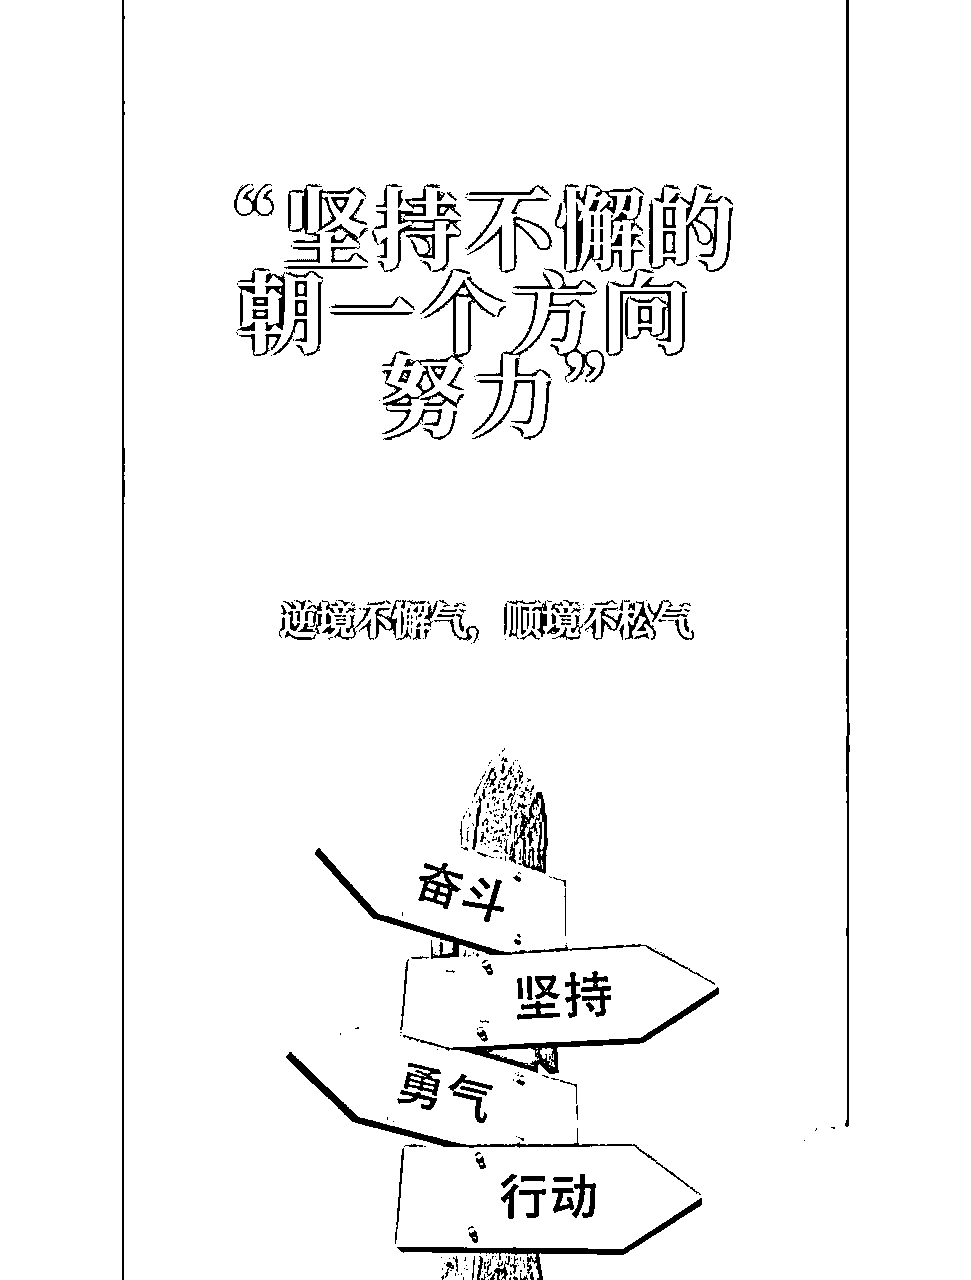 “坚持不懈的
朝一个方向
努力”
逆境不懈气，顺境不松气
奋斗
坚持
勇气
行动